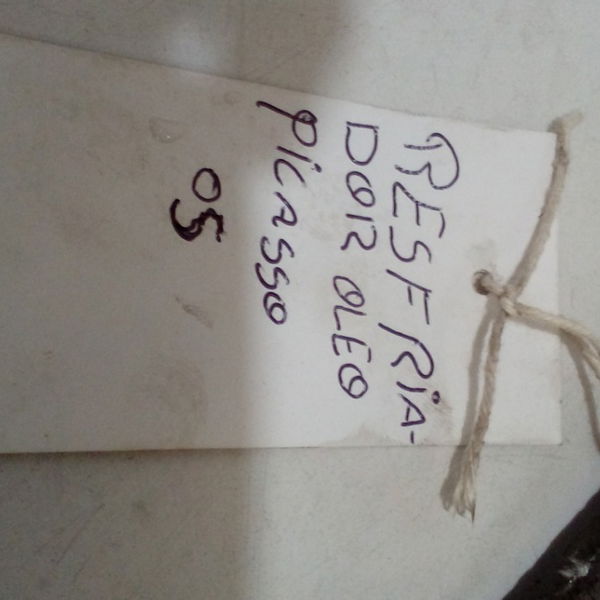 RESFRIA-
DOR OLEO
PICASSO
05